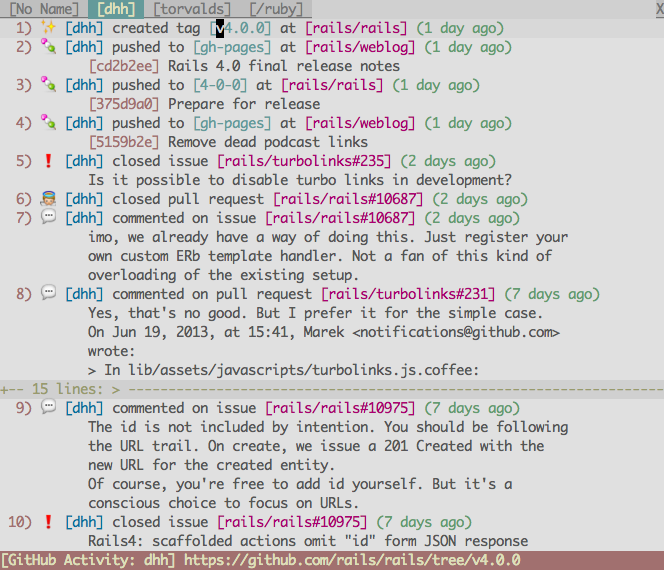 [No Name] [dhh] [torvalds] [/ruby] X
1) [dhh] created tag [v4.0.0] at [rails/rails] (1 day ago)
2) [dhh] pushed to [gh-pages] at [rails/weblog] (1 day ago)
[cd2b2ee] Rails 4.0 final release notes
3) [dhh] pushed to [4-0-0] at [rails/rails] (1 day ago)
[375d9a0] Prepare for release
4) [dhh] pushed to [gh-pages] at [rails/weblog] (1 day ago)
[5159b2e] Remove dead podcast links
5) [dhh] closed issue [rails/turbolinks#235] (2 days ago)
Is it possible to disable turbo links in development?
6) [dhh] closed pull request [rails/rails#10687] (2 days ago)
7) [dhh] commented on issue [rails/rails#10687] (2 days ago)
imo, we already have a way of doing this. Just register your
own custom ERb template handler. Not a fan of this kind of
overloading of the existing setup.
8) [dhh] commented on pull request [rails/turbolinks#231] (7 days ago)
Yes, that's no good. But I prefer it for the simple case.
On Jun 19, 2013, at 15:41, Marek <notifications@github.com>
wrote:
> In lib/assets/javascripts/turbolinks.js.coffee:
+-- 15 lines: > ---------------------------------------------------------------------
9) [dhh] commented on issue [rails/rails#10975] (7 days ago)
The id is not included by intention. You should be following
the URL trail. On create, we issue a 201 Created with the
new URL for the created entity.
Of course, you're free to add id yourself. But it's a
conscious choice to focus on URLs.
10) [dhh] closed issue [rails/rails#10975] (7 days ago)
Rails4: scaffolded actions omit "id" form JSON response
[GitHub Activity: dhh] https://github.com/rails/rails/tree/v4.0.0